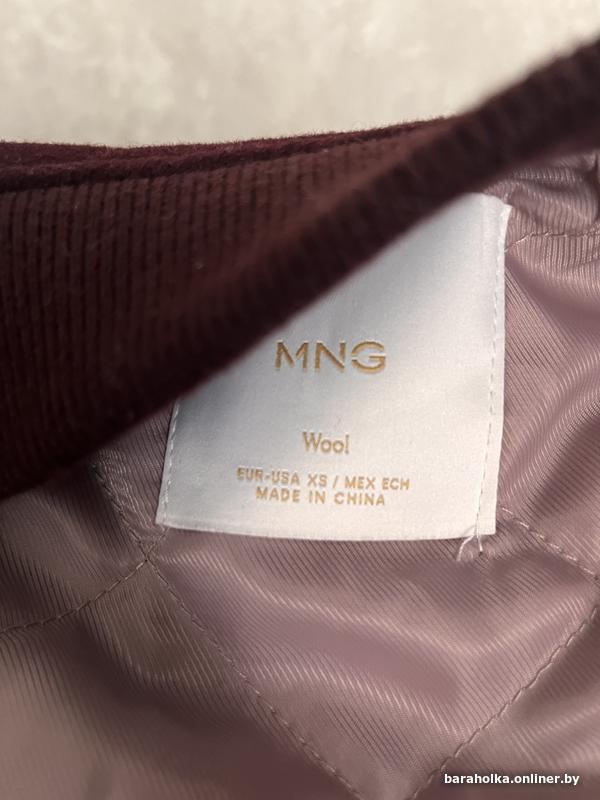 MNG
Wool
EUR-USA XS / MEX ECH
MADE IN CHINA
baraholka.onliner.by